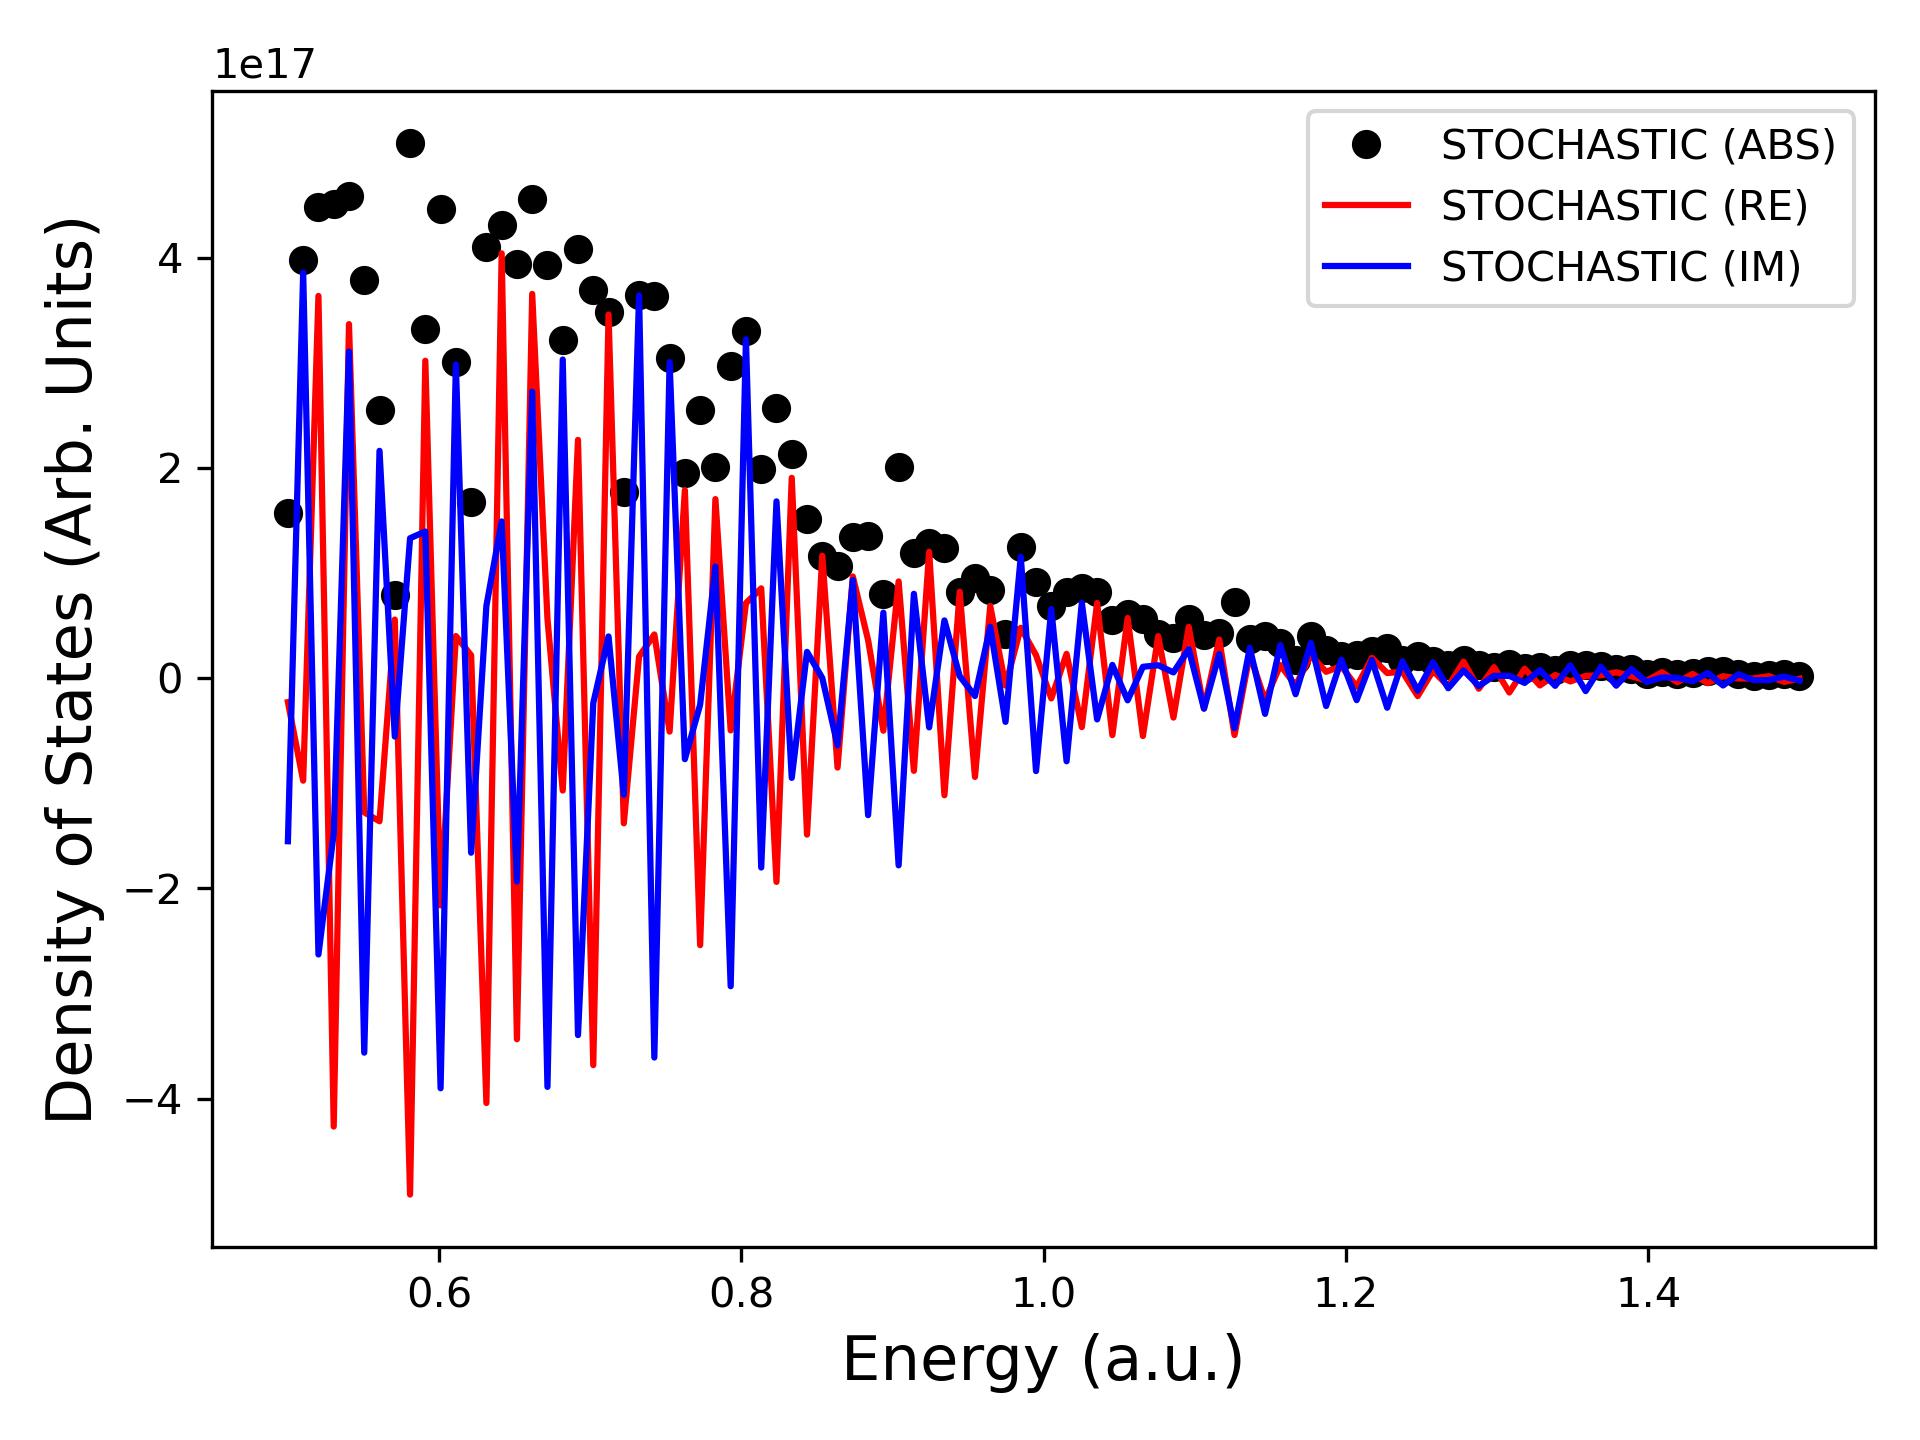 1e17
STOCHASTIC (ABS)
STOCHASTIC (RE)
STOCHASTIC (IM)
Density of States (Arb. Units)
4
2
0
−2
−4
0.6 0.8 1.0 1.2 1.4
Energy (a.u.)